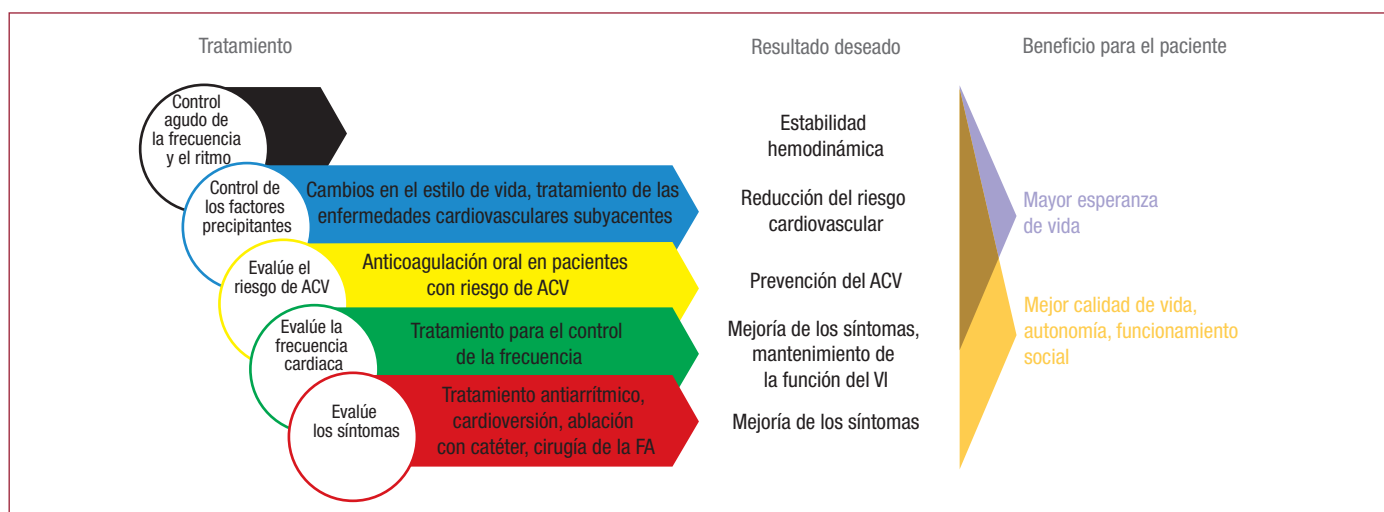 Tratamiento
Resultado deseado
Beneficio para el paciente
Control
agudo de
la frecuencia
y el ritmo
Estabilidad
hemodinámica
Control de
los factores
precipitantes
Cambios en el estilo de vida, tratamiento de las
enfermedades cardiovasculares subyacentes
Reducción del riesgo
cardiovascular
Mayor esperanza
de vida
Evalúe el
riesgo de ACV
Anticoagulación oral en pacientes
con riesgo de ACV
Prevención del ACV
Evalúe la
frecuencia
cardiaca
Tratamiento para el control
de la frecuencia
Mejoría de los síntomas,
mantenimiento de
la función del VI
Mejor calidad de vida,
autonomía, funcionamiento
social
Evalúe
los síntomas
Tratamiento antiarrítmico,
cardioversión, ablación
con catéter, cirugía de la FA
Mejoría de los síntomas